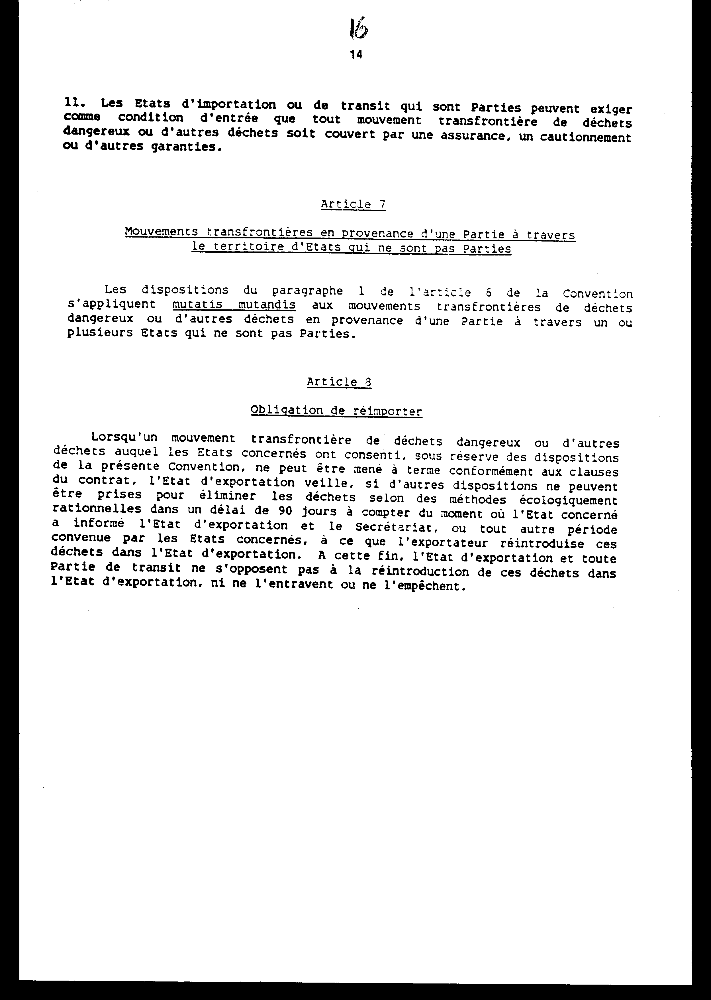 16
14
11. Les Etats d'importation ou de transit qui sont Parties peuvent exiger
comme condition d'entrée que tout mouvement transfrontière de déchets
dangereux ou d'autres déchets soit couvert par une assurance, un cautionnement
ou d'autres garanties.
Article 7
Mouvements transfrontières en provenance d'une Partie à travers
le territoire d'Etats qui ne sont pas Parties
Les dispositions du paragraphe 1 de l'article 6 de la Convention
s'appliquent mutatis mutandis aux mouvements transfrontières de déchets
dangereux ou d'autres déchets en provenance d'une Partie à travers un ou
plusieurs Etats qui ne sont pas Parties.
Article 8
Obligation de réimporter
Lorsqu'un mouvement transfrontière de déchets dangereux ou d'autres
déchets auquel les Etats concernés ont consenti, sous réserve des dispositions
de la présente Convention, ne peut être mené à terme conformément aux clauses
du contrat, l'Etat d'exportation veille, si d'autres dispositions ne peuvent
être prises pour éliminer les déchets selon des méthodes écologiquement
rationnelles dans un délai de 90 jours à compter du moment où l'Etat concerné
a informé l'Etat d'exportation et le Secrétariat, ou tout autre période
convenue par les Etats concernés, à ce que l'exportateur réintroduise ces
déchets dans l'Etat d'exportation. A cette fin, l'Etat d'exportation et toute
Partie de transit ne s'opposent pas à la réintroduction de ces déchets dans
l'Etat d'exportation, ni ne l'entravent ou ne l'empêchent.